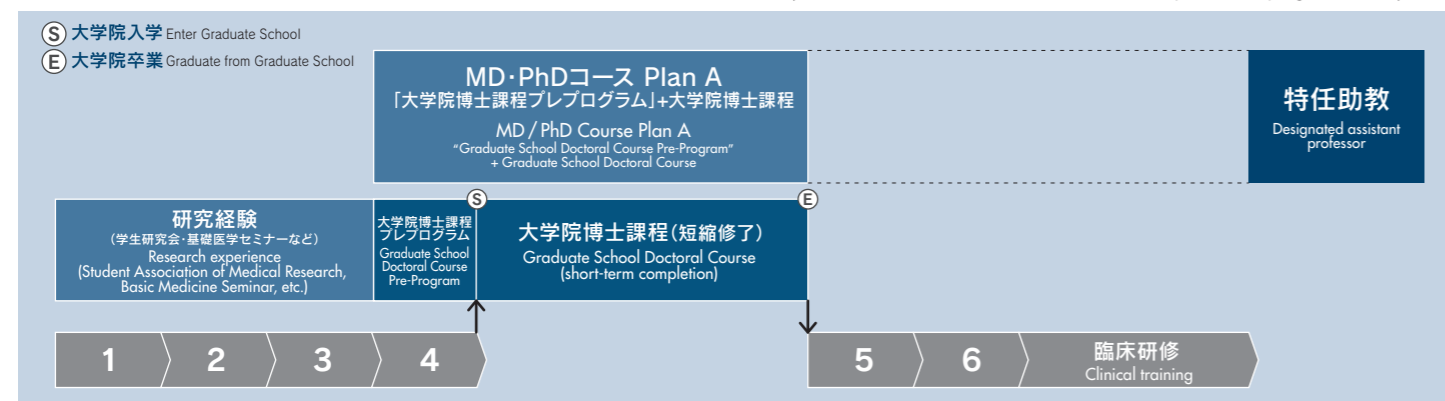 S 大学院入学 Enter Graduate School
E 大学院卒業 Graduate from Graduate School
MD・PhDコース Plan A
「大学院博士課程プレプログラム」+大学院博士課程
MD / PhD Course Plan A
“Graduate School Doctoral Course Pre-Program”
+ Graduate School Doctoral Course
特任助教
Designated assistant
professor
研究経験
（学生研究会・基礎医学セミナーなど）
Research experience
(Student Association of Medical Research,
Basic Medicine Seminar, etc.)
大学院博士課程
プレプログラム
Graduate School
Doctoral Course
Pre-Program
S
大学院博士課程（短縮修了）
Graduate School Doctoral Course
(short-term completion)
E
1
2
3
4
5
6
臨床研修
Clinical training